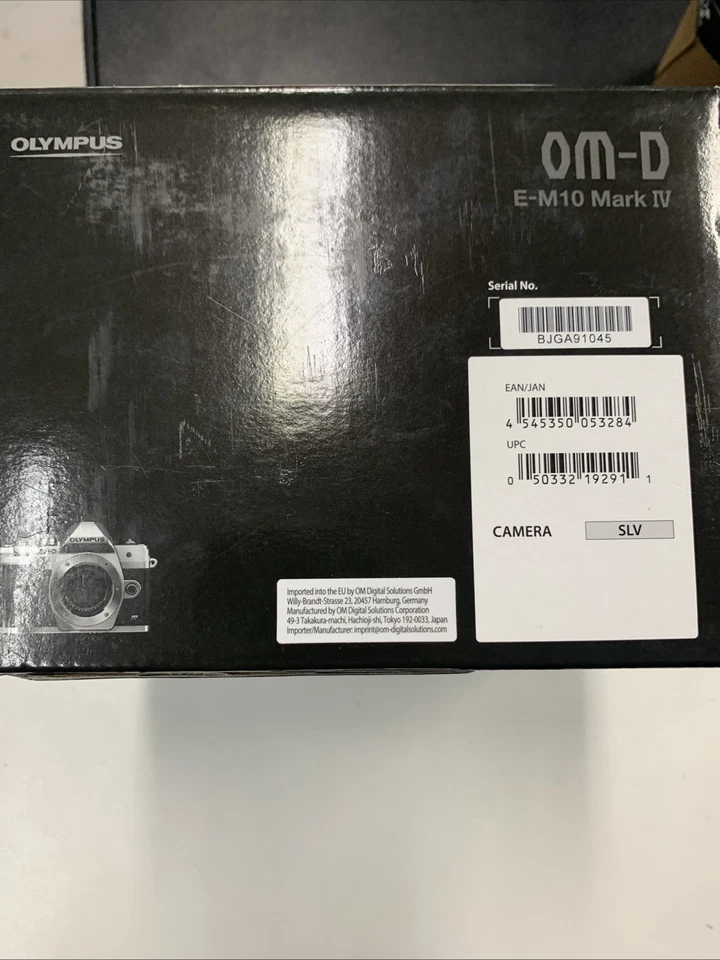 OLYMPUS
OM-D
E-M10 Mark IV
Serial No.
BJGA91045
EAN/JAN
4 545350 053284
UPC
0 50332 19291 1
CAMERA SLV
OLYMPUS
Imported into the EU by OM Digital Solutions GmbH
Willy-Brandt-Strasse 23, 20457 Hamburg, Germany
Manufactured by OM Digital Solutions Corporation
49-3 Takakura-machi, Hachioji-shi, Tokyo 192-0033, Japan
Importer/Manufacturer: imprint@om-digitalsolutions.com